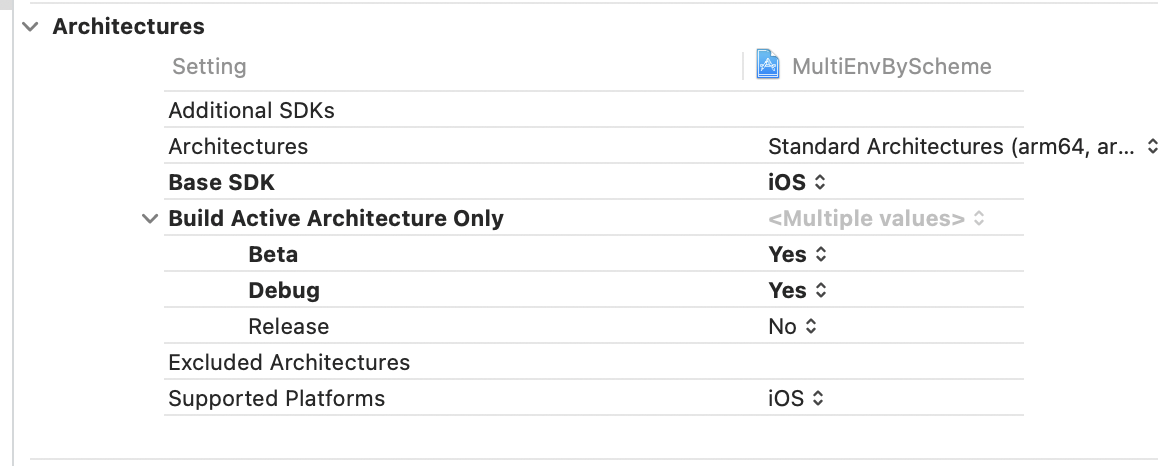 Architectures
Setting MultiEnvByScheme
Additional SDKs
Architectures Standard Architectures (arm64, ar...
Base SDK iOS
Build Active Architecture Only <Multiple values>
Beta Yes
Debug Yes
Release No
Excluded Architectures
Supported Platforms iOS